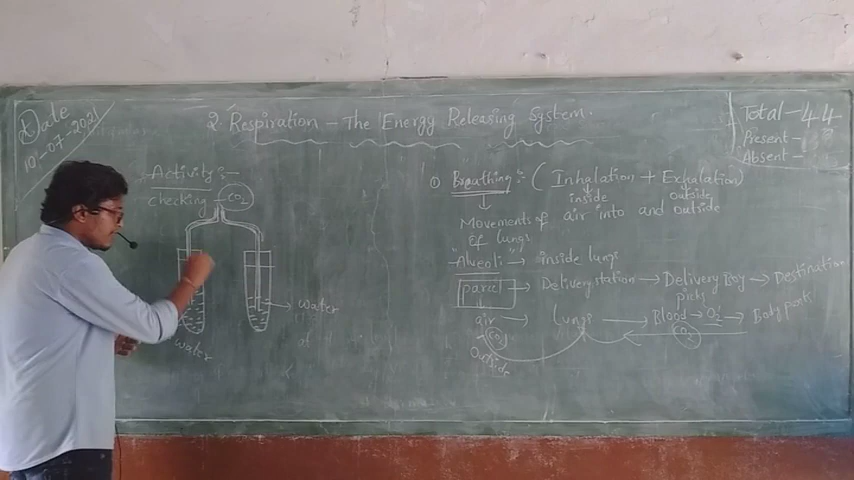 Date
10-07-2021
2. Respiration - The Energy Releasing System.
Total - 44
Present -
Absent -
Activity :-
checking - CO2
water
Water
of
① Breathing :- ( Inhalation + Exhalation)
inside outside
Movements of air into and outside
of lungs
"Alveoli" → inside lungs
parcel → Delivery station → Delivery Boy → Destination
picks
air → Lungs → Blood → O2 → Body parts
CO2 CO2
Outside